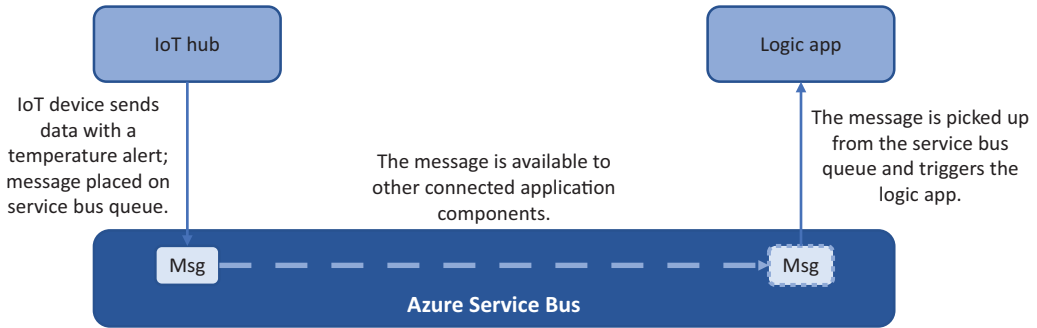 IoT hub
Logic app
IoT device sends
data with a
temperature alert;
message placed on
service bus queue.
The message is available to
other connected application
components.
The message is picked up
from the service bus
queue and triggers the
logic app.
Msg
Msg
Azure Service Bus